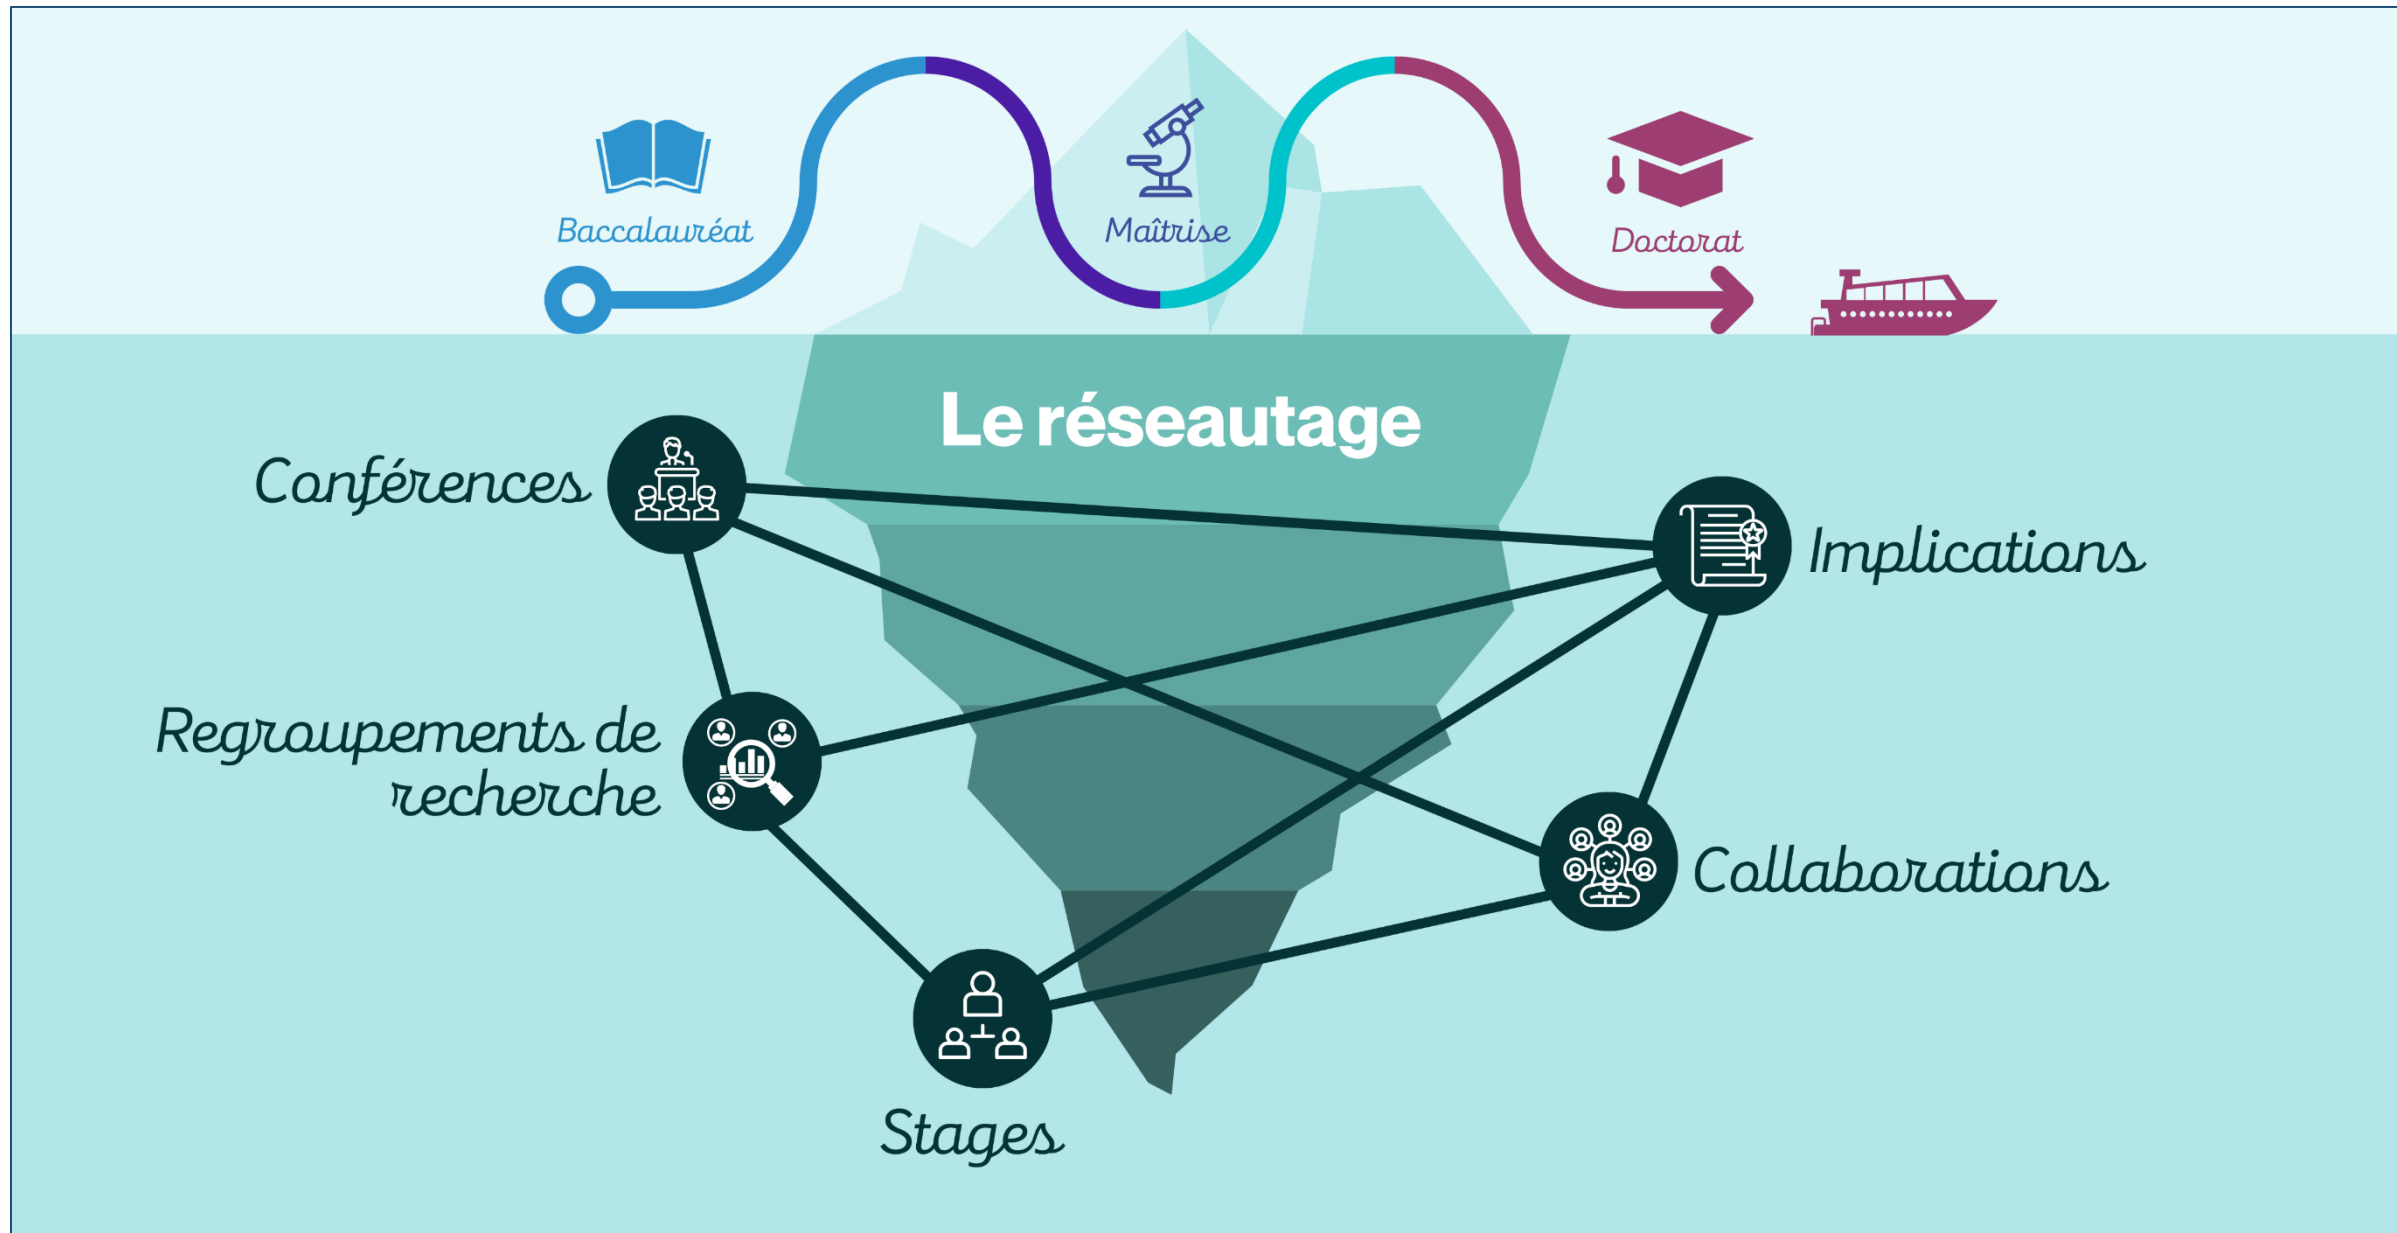 Baccalauréat
Maîtrise
Doctorat
Le réseautage
Conférences
Implications
Regroupements de
recherche
Collaborations
Stages